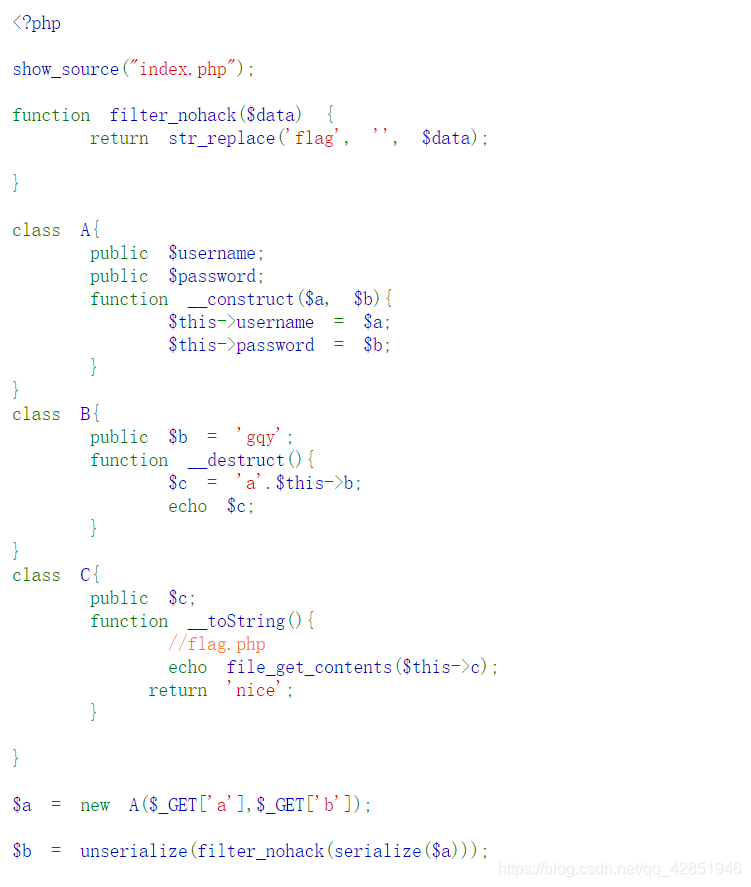 <?php
show_source("index.php");
function filter_nohack($data) {
return str_replace('flag', '', $data);
}
class A{
public $username;
public $password;
function __construct($a, $b){
$this->username = $a;
$this->password = $b;
}
}
class B{
public $b = 'gqy';
function __destruct(){
$c = 'a'.$this->b;
echo $c;
}
}
class C{
public $c;
function __toString(){
//flag.php
echo file_get_contents($this->c);
return 'nice';
}
}
$a = new A($_GET['a'],$_GET['b']);
$b = unserialize(filter_nohack(serialize($a)));
https://blog.csdn.net/qq_42851946